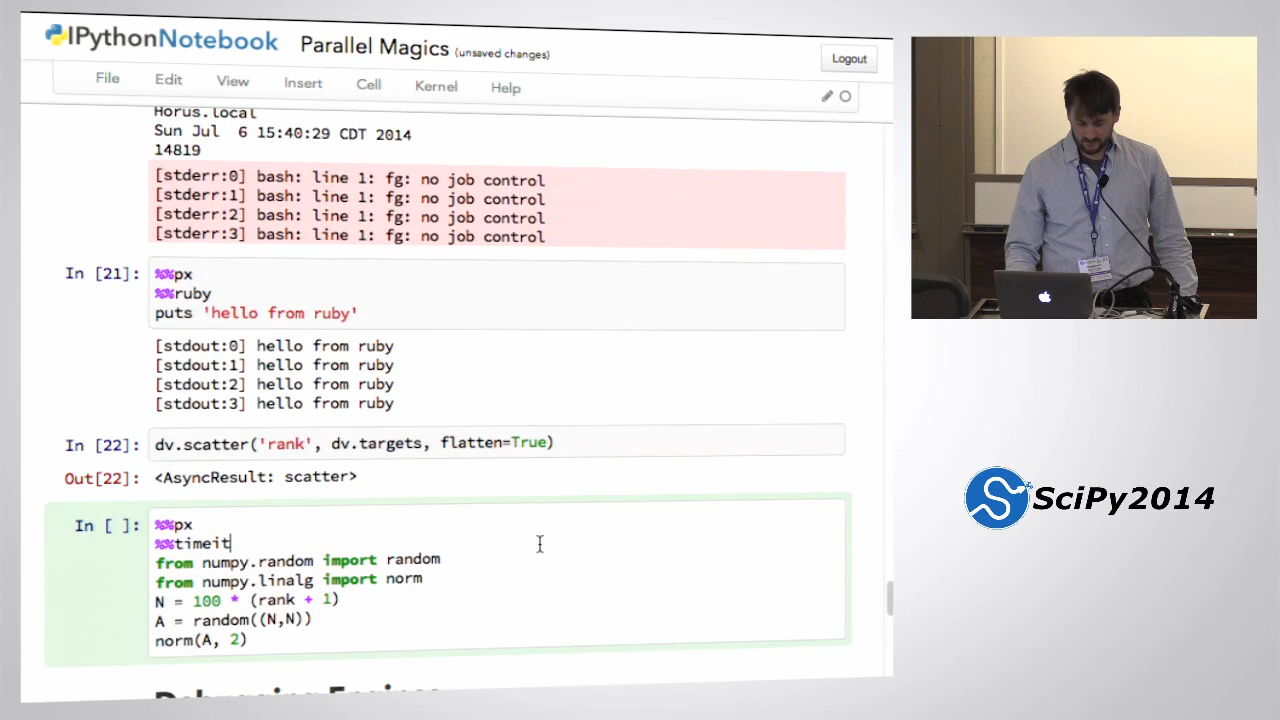 IPythonNotebook Parallel Magics (unsaved changes)
Logout
File Edit View Insert Cell Kernel Help
Horus.local
Sun Jul 6 15:40:29 CDT 2014
14819
[stderr:0] bash: line 1: fg: no job control
[stderr:1] bash: line 1: fg: no job control
[stderr:2] bash: line 1: fg: no job control
[stderr:3] bash: line 1: fg: no job control
In [21]: %%px
%%ruby
puts 'hello from ruby'
[stdout:0] hello from ruby
[stdout:1] hello from ruby
[stdout:2] hello from ruby
[stdout:3] hello from ruby
In [22]: dv.scatter('rank', dv.targets, flatten=True)
Out[22]: <AsyncResult: scatter>
In [ ]: %%px
%%timeit
from numpy.random import random
from numpy.linalg import norm
N = 100 * (rank + 1)
A = random((N,N))
norm(A, 2)
SciPy2014